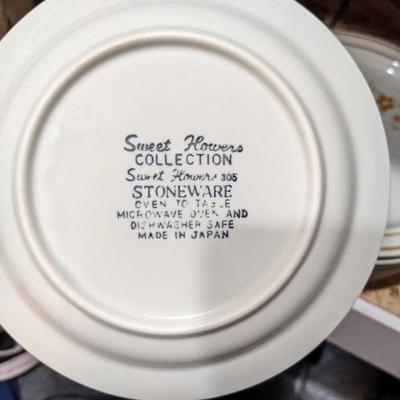 Sweet Flowers
COLLECTION
Sweet Flowers 305
STONEWARE
OVEN TO TABLE
MICROWAVE OVEN AND
DISHWASHER SAFE
MADE IN JAPAN